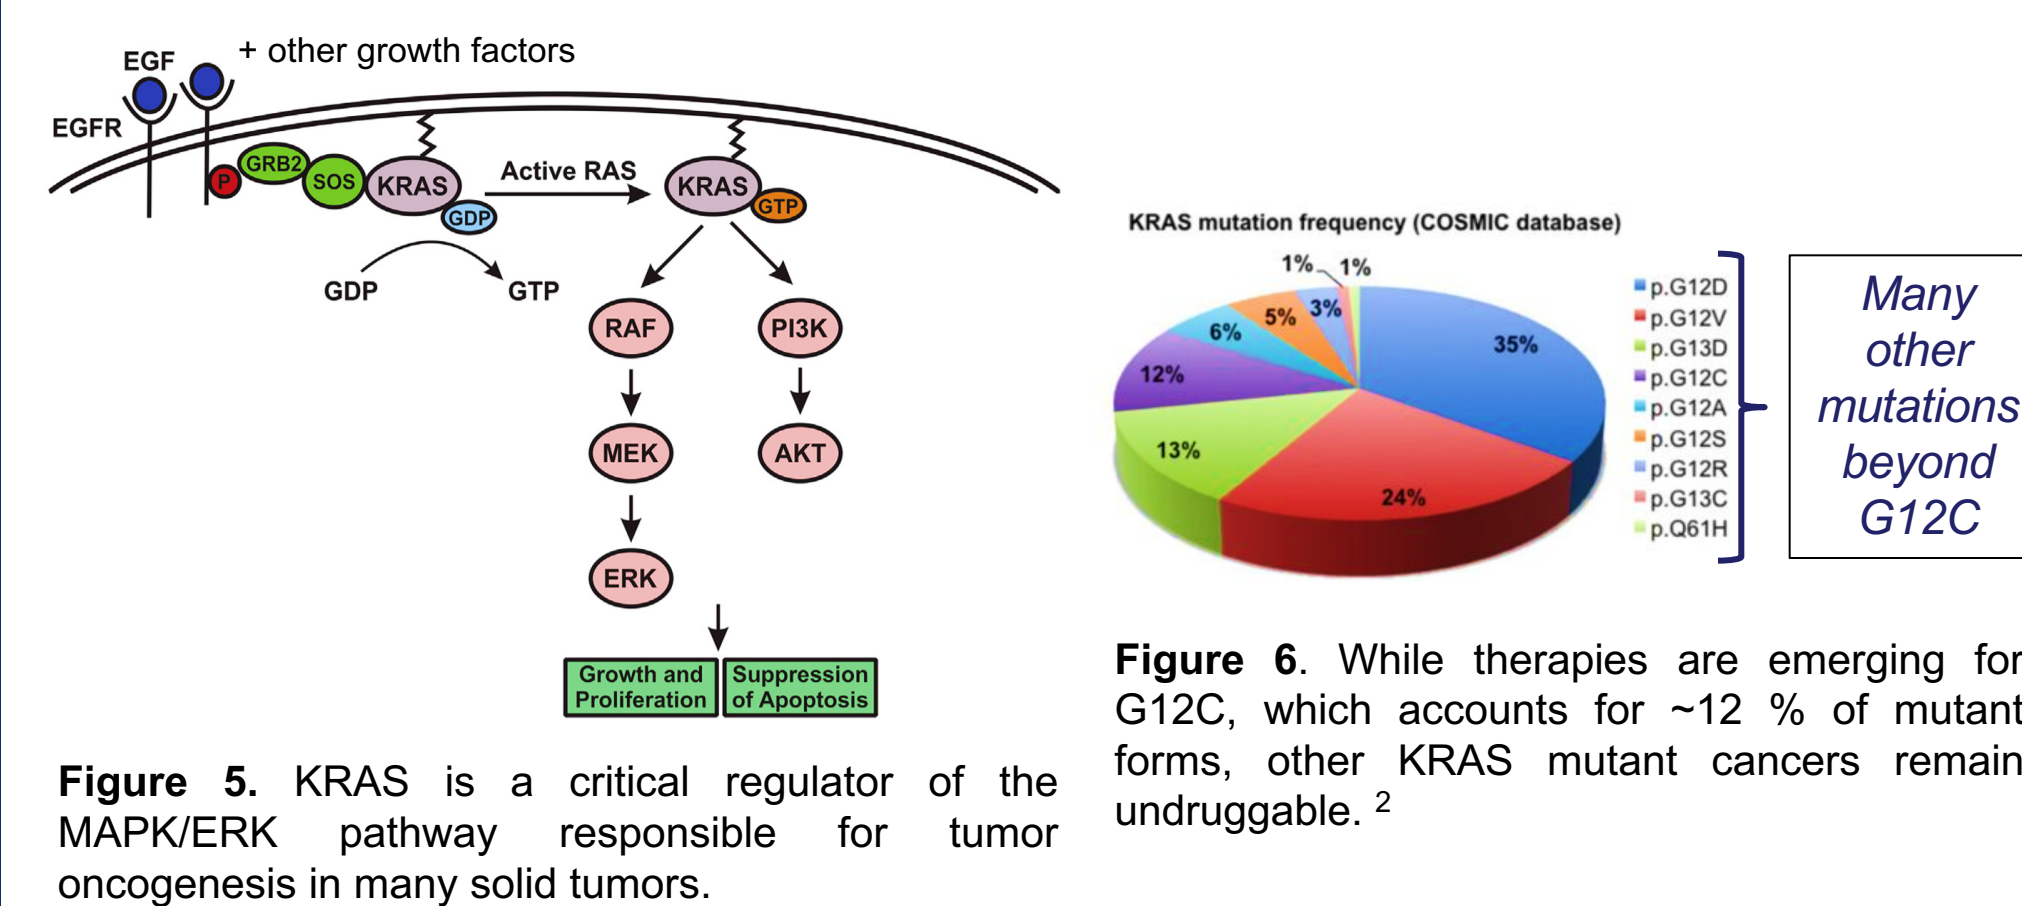 + other growth factors
EGF
EGFR
P
GRB2
SOS
KRAS
GDP
Active RAS
KRAS
GTP
GDP
GTP
RAF
PI3K
MEK
AKT
ERK
Growth and
Proliferation
Suppression
of Apoptosis
Figure 5. KRAS is a critical regulator of the
MAPK/ERK pathway responsible for tumor
oncogenesis in many solid tumors.
KRAS mutation frequency (COSMIC database)
1%
1%
3%
5%
6%
12%
13%
24%
35%
p.G12D
p.G12V
p.G13D
p.G12C
p.G12A
p.G12S
p.G12R
p.G13C
p.Q61H
Many
other
mutations
beyond
G12C
Figure 6. While therapies are emerging for
G12C, which accounts for ~12 % of mutant
forms, other KRAS mutant cancers remain
undruggable. 2